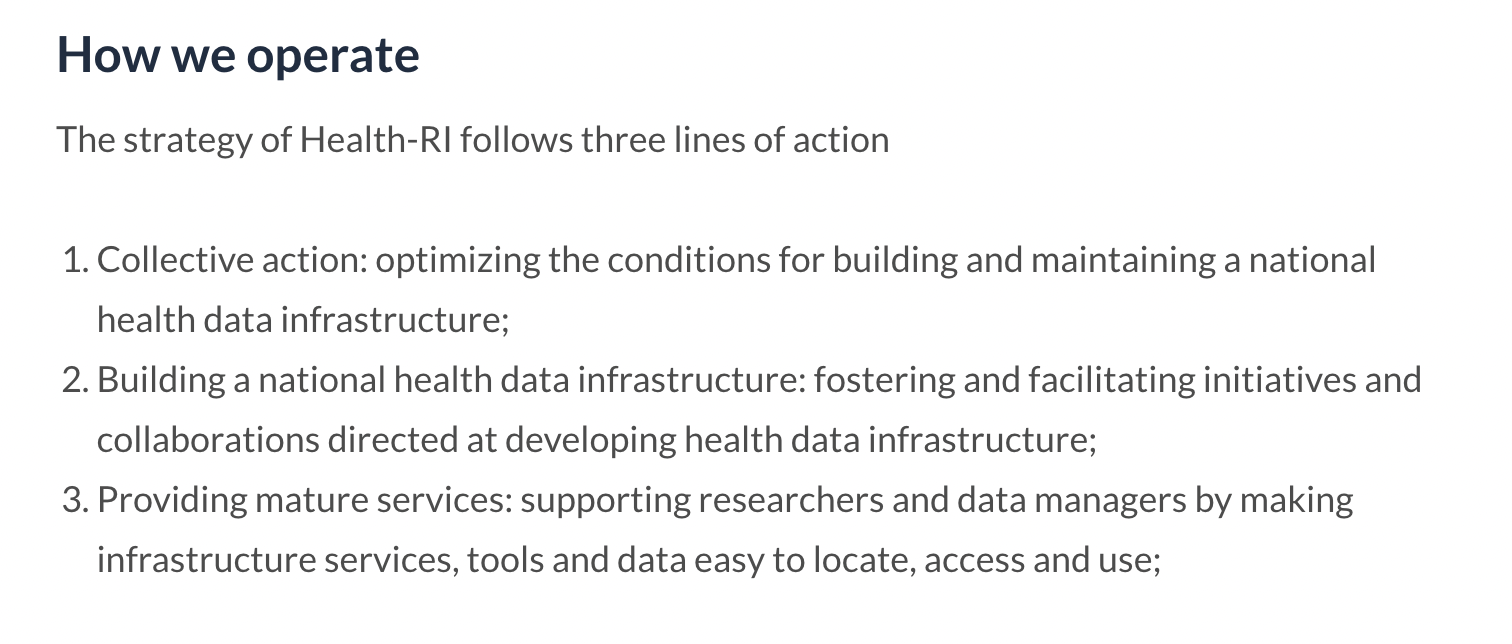 How we operate
The strategy of Health-RI follows three lines of action
1. Collective action: optimizing the conditions for building and maintaining a national
health data infrastructure;
2. Building a national health data infrastructure: fostering and facilitating initiatives and
collaborations directed at developing health data infrastructure;
3. Providing mature services: supporting researchers and data managers by making
infrastructure services, tools and data easy to locate, access and use;